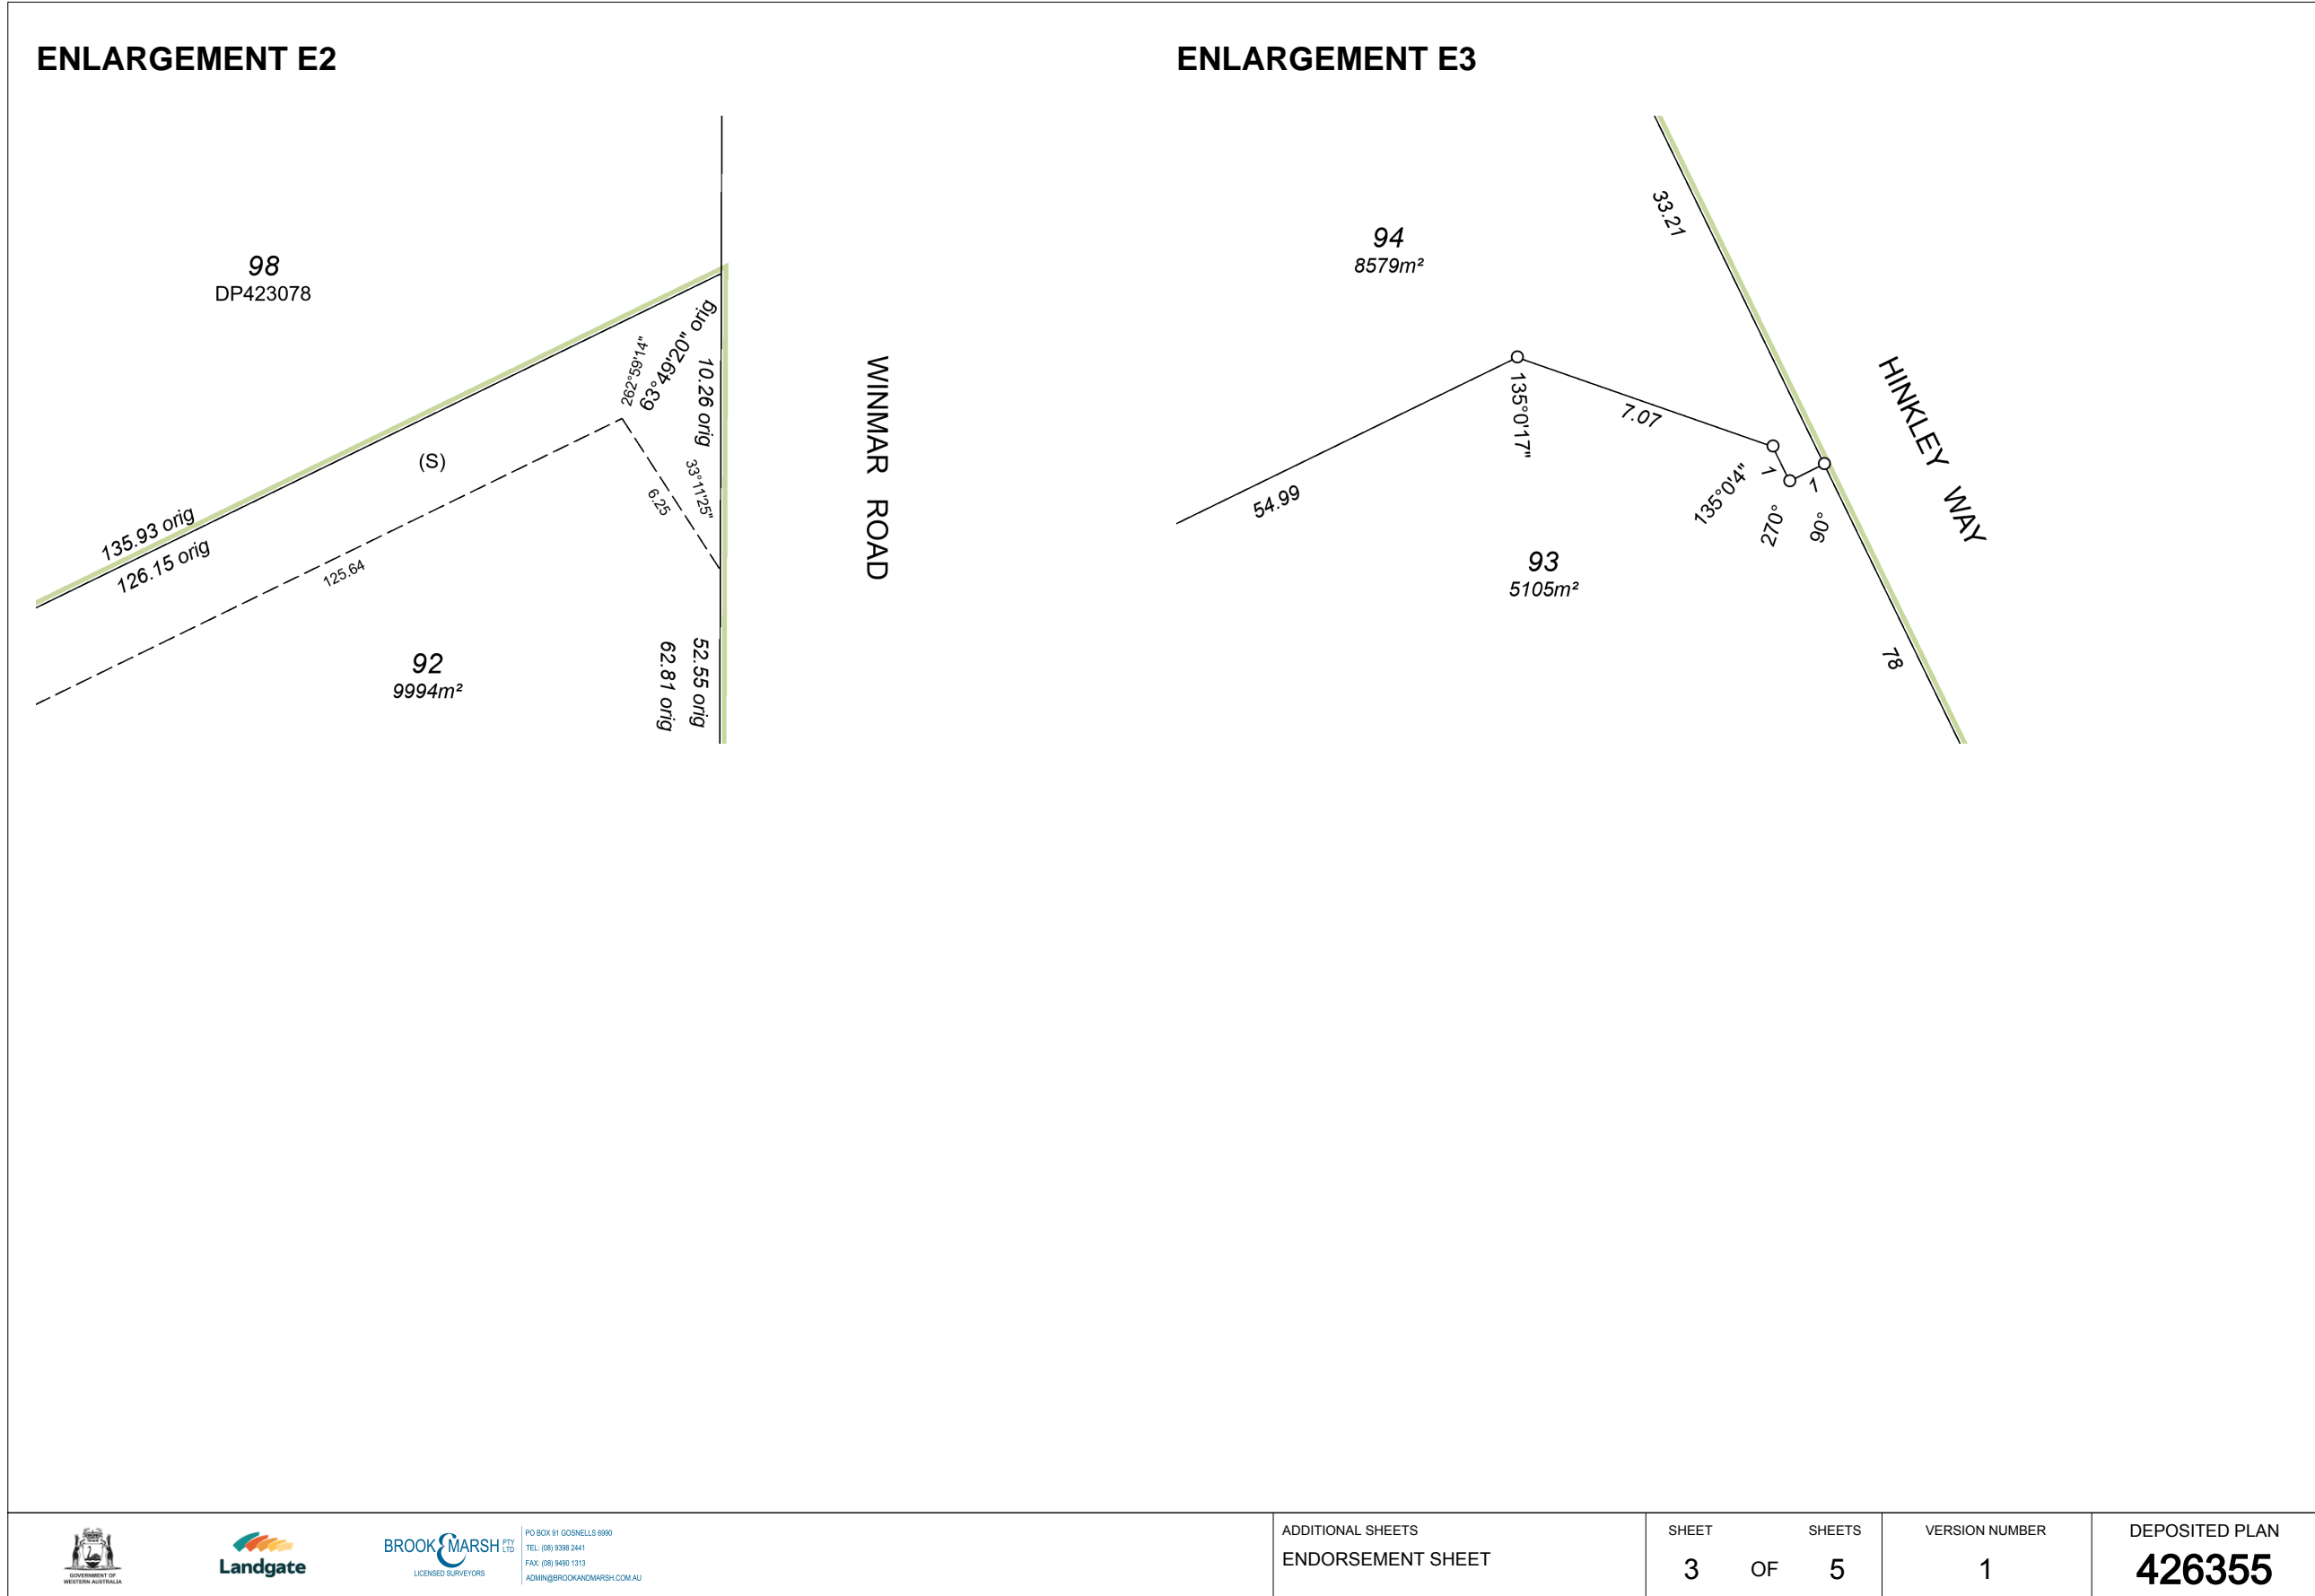 ENLARGEMENT E2
98
DP423078
262°59'14"
63°49'20" orig
10.26 orig
33°11'25"
6.25
(S)
135.93 orig
126.15 orig
125.64
92
9994m²
52.55 orig
62.81 orig
WINMAR ROAD
ENLARGEMENT E3
33.21
94
8579m²
135°0'17"
7.07
54.99
135°0'4"
1
1
270°
90°
93
5105m²
78
HINKLEY WAY
GOVERNMENT OF
WESTERN AUSTRALIA
Landgate
BROOK & MARSH PTY LTD
LICENSED SURVEYORS
PO BOX 91 GOSNELLS 6990
TEL: (08) 9398 2441
FAX: (08) 9490 1313
ADMIN@BROOKANDMARSH.COM.AU
ADDITIONAL SHEETS
ENDORSEMENT SHEET
SHEET SHEETS
3 OF 5
VERSION NUMBER
1
DEPOSITED PLAN
426355